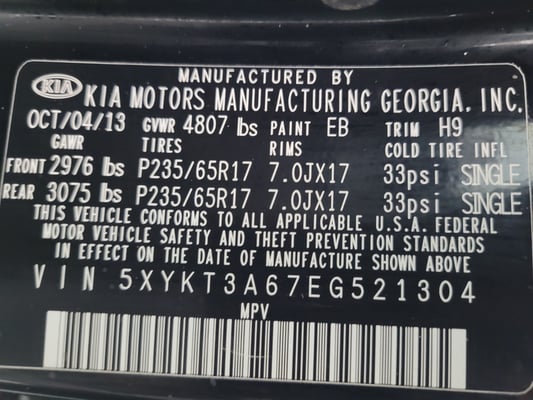 MANUFACTURED BY
KIA KIA MOTORS MANUFACTURING GEORGIA, INC.
OCT/04/13 GVWR 4807 lbs PAINT EB TRIM H9
GAWR TIRES RIMS COLD TIRE INFL
FRONT 2976 lbs P235/65R17 7.0JX17 33psi SINGLE
REAR 3075 lbs P235/65R17 7.0JX17 33psi SINGLE
THIS VEHICLE CONFORMS TO ALL APPLICABLE U.S.A. FEDERAL
MOTOR VEHICLE SAFETY AND THEFT PREVENTION STANDARDS
IN EFFECT ON THE DATE OF MANUFACTURE SHOWN ABOVE
VIN 5XYKT3A67EG521304
MPV